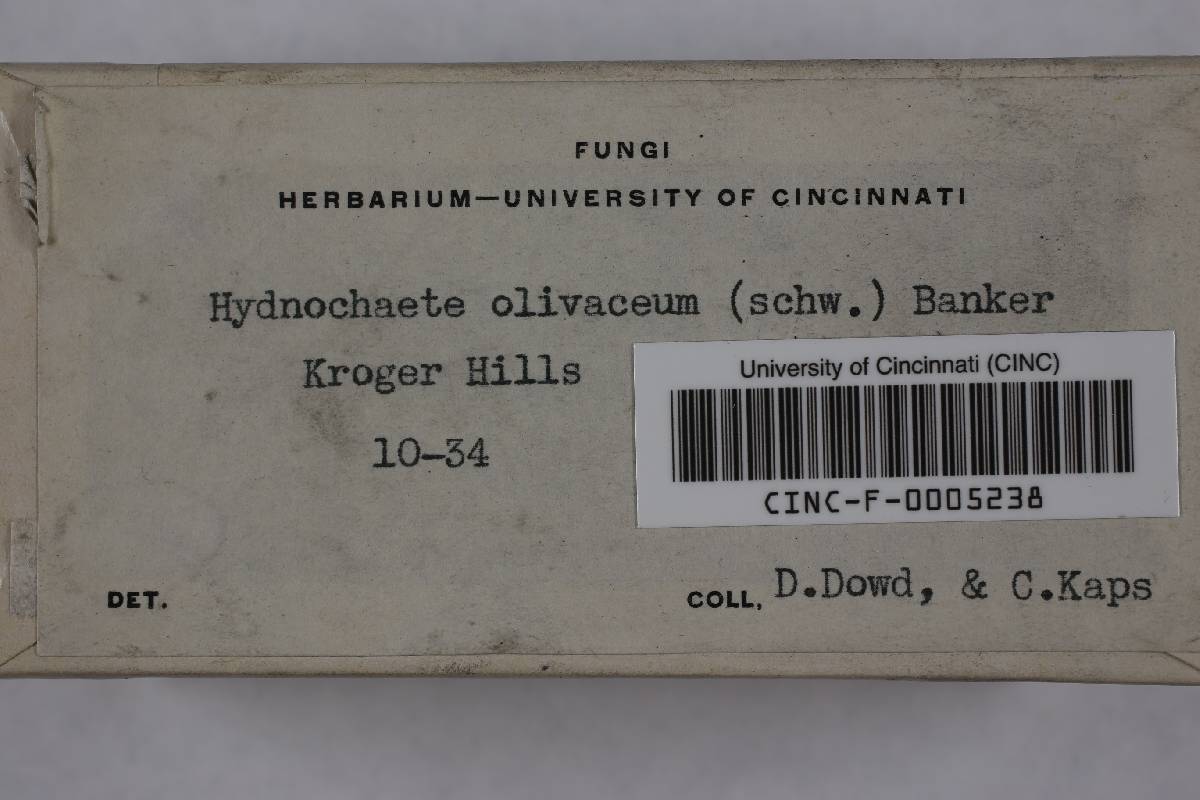 FUNGI
HERBARIUM—UNIVERSITY OF CINCINNATI
Hydnochaete olivaceum (schw.) Banker
Kroger Hills
10-34
University of Cincinnati (CINC)
CINC-F-0005238
DET.
COLL. D.Dowd, & C.Kaps